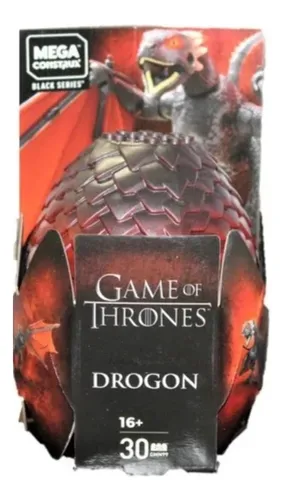 MEGA
CONSTRUX
BLACK SERIES
GAME OF
THRONES
DROGON
16+
30